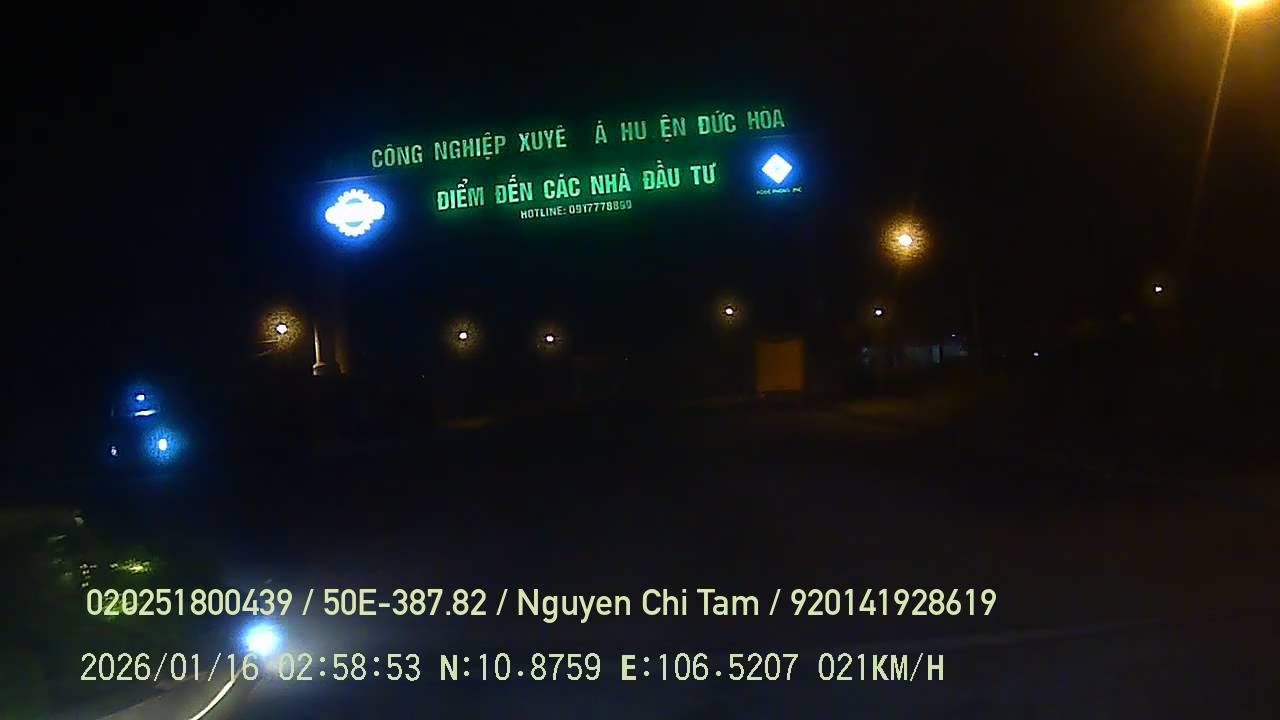 CÔNG NGHIỆP XUYÊ Á HU ỆN ĐỨC HÒA
ĐIỂM ĐẾN CÁC NHÀ ĐẦU TƯ
HOTLINE: 0917778899
020251800439 / 50E-387.82 / Nguyen Chi Tam / 920141928619
2026/01/16 02:58:53 N:10.8759 E:106.5207 021KM/H